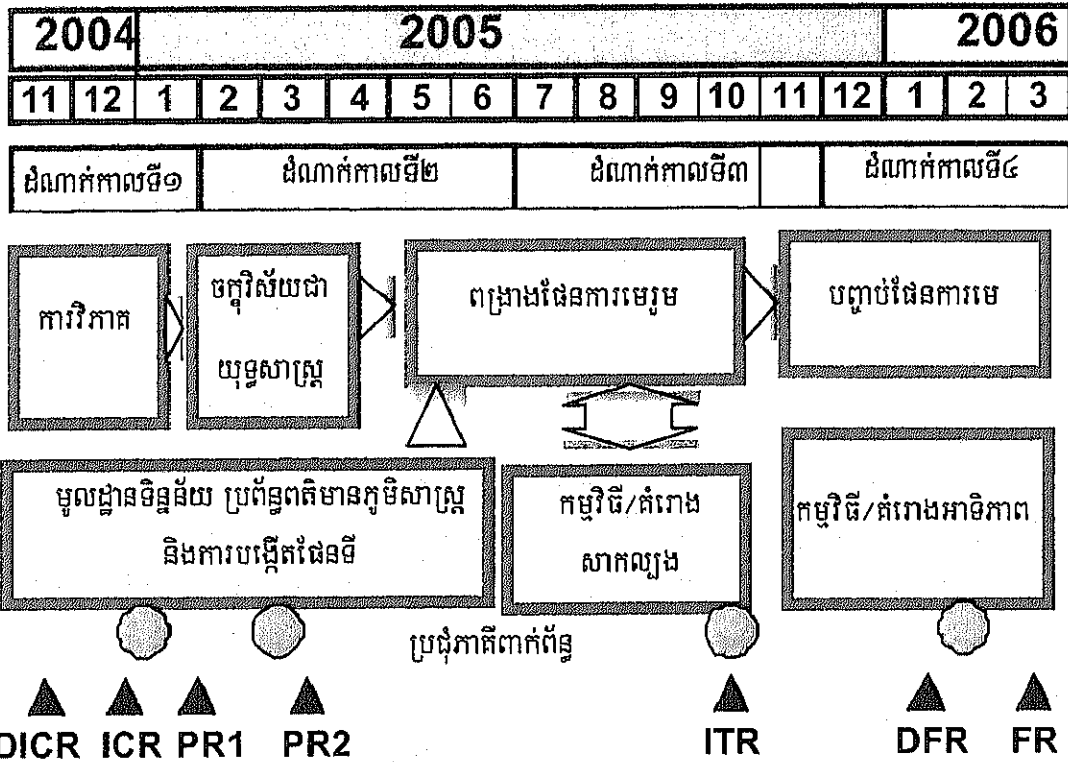 2004 2005 2006
11 12 1 2 3 4 5 6 7 8 9 10 11 12 1 2 3
ដំណាក់កាលទី១ ដំណាក់កាលទី២ ដំណាក់កាលទី៣ ដំណាក់កាលទី៤
ការវិភាគ
ចក្ខុវិស័យជា
យុទ្ធសាស្ត្រ
ពង្រាងផែនការមេរួម
បញ្ចប់ផែនការមេ
មូលដ្ឋានទិន្នន័យ ប្រព័ន្ធពតិមានភូមិសាស្ត្រ
និងការបង្កើតផែនទី
កម្មវិធី/គំរោង
សាកល្បង
កម្មវិធី/គំរោងអាទិភាព
ប្រជុំភាគីពាក់ព័ន្ធ
DICR ICR PR1 PR2 ITR DFR FR